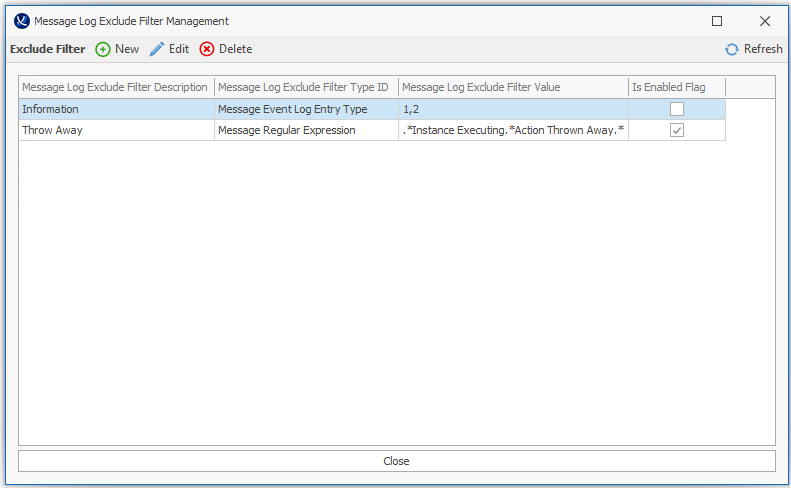 Message Log Exclude Filter Management
Exclude Filter New Edit Delete Refresh
Message Log Exclude Filter Description Message Log Exclude Filter Type ID Message Log Exclude Filter Value Is Enabled Flag
Information Message Event Log Entry Type 1,2
Throw Away Message Regular Expression .*Instance Executing.*Action Thrown Away.*
Close